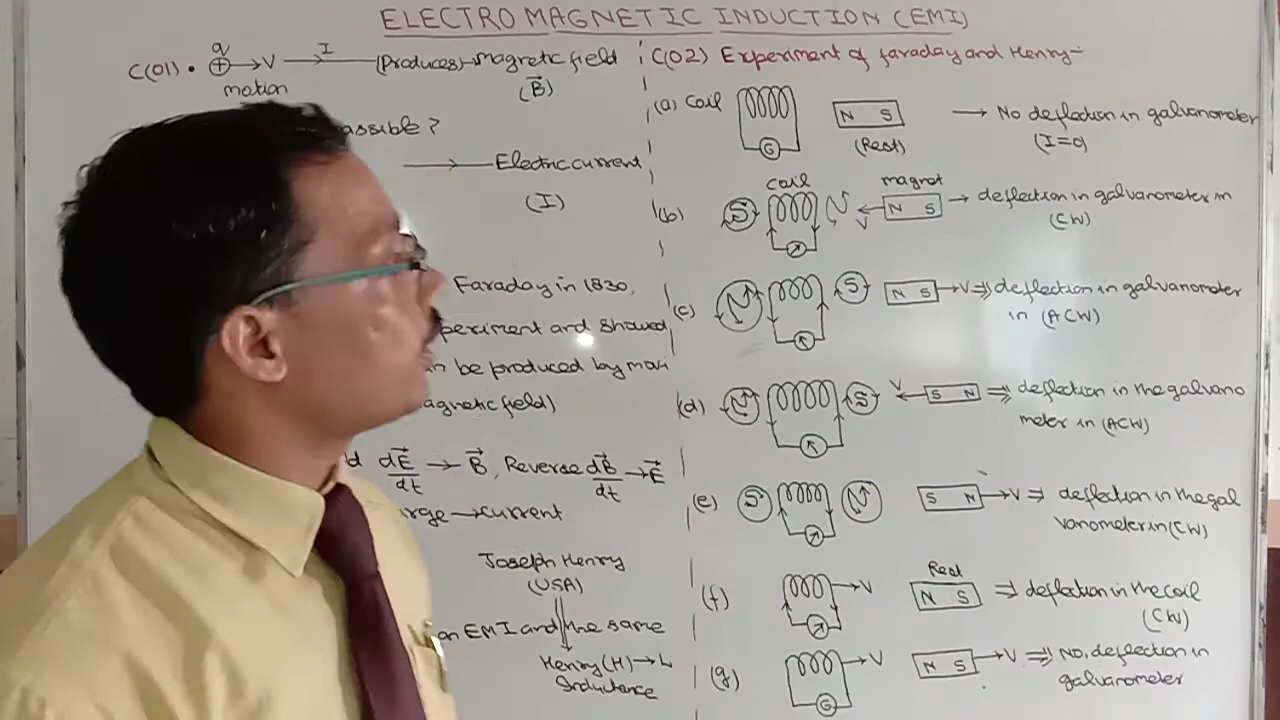 ELECTROMAGNETIC INDUCTION (EMI)
C(01). q
+ → V → I → (Produces) → magnetic field
motion (B⃗)
assible?
→ Electric current
(I)
Faraday in 1830,
periment and showed
n be produced by movi
agnetic field)
d dE⃗/dt → B⃗, Reverse dB⃗/dt → E⃗
arge → current
Joseph Henry
(USA)
on EMI and the same
Henry (H) → L
Inductance
C(02) Experiment of faraday and Henry:-
(a) Coil G N S → No deflection in galvanometer
(Rest) (I=0)
coil magnet
(b) S N V ← N S → deflection in galvanometer in
(CW)
(c) N S N S → V ⇒ deflection in galvanometer
in (ACW)
(d) N S V ← S N ⇒ deflection in the galvano
meter in (ACW)
(e) S N S N → V ⇒ deflection in the gal
vanometer in (CW)
Rest
(f) → V N S ⇒ deflection in the coil
(CW)
(g) → V N S → V ⇒ No, deflection in
G galvanometer